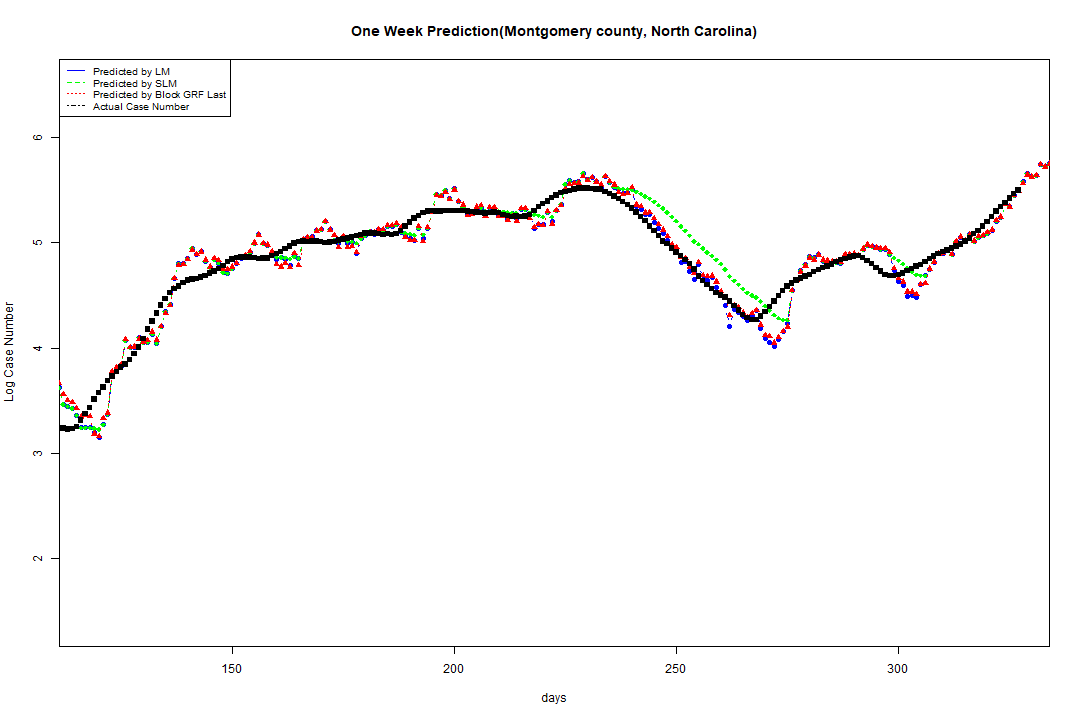 One Week Prediction(Montgomery county, North Carolina)
Predicted by LM
Predicted by SLM
Predicted by Block GRF Last
Actual Case Number
6
5
4
3
2
Log Case Number
150 200 250 300
days